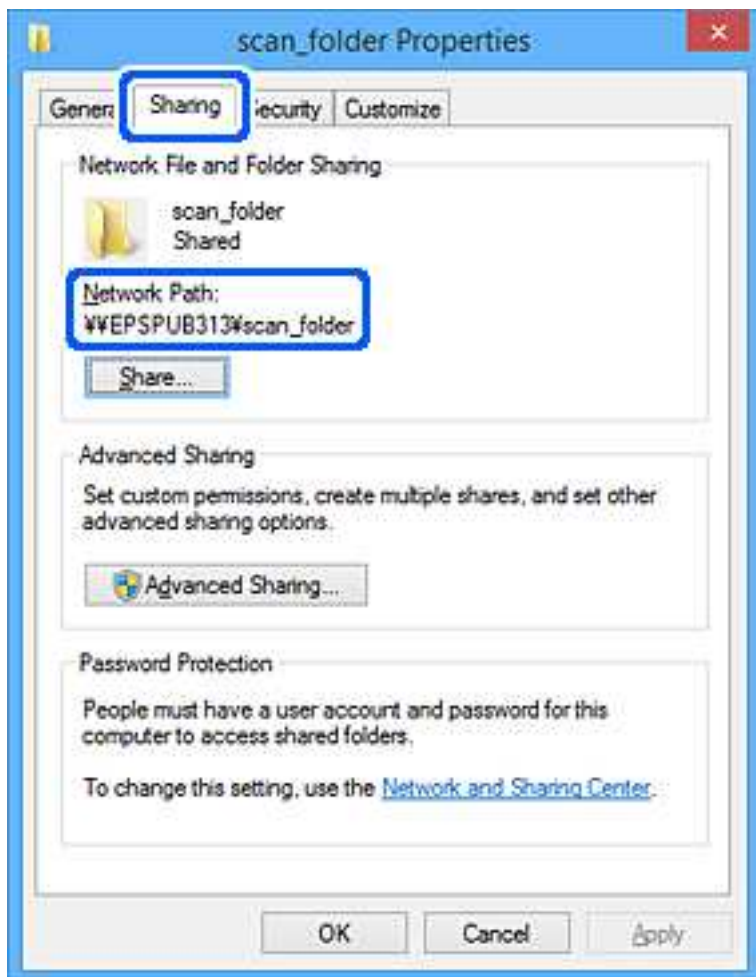 scan_folder Properties
Genera Sharing Security Customize
Network File and Folder Sharing
scan_folder
Shared
Network Path:
¥¥EPSPUB313¥scan_folder
Share...
Advanced Sharing
Set custom permissions, create multiple shares, and set other
advanced sharing options.
Advanced Sharing...
Password Protection
People must have a user account and password for this
computer to access shared folders.
To change this setting, use the Network and Sharing Center.
OK Cancel Apply